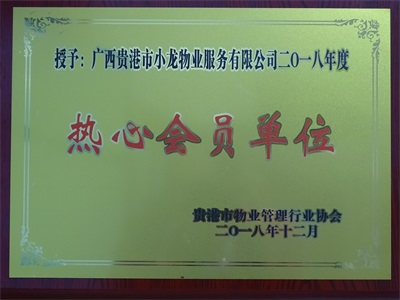 授予：广西贵港市小龙物业服务有限公司二〇一八年度
热心会员单位
贵港市物业管理行业协会
二〇一八年十二月